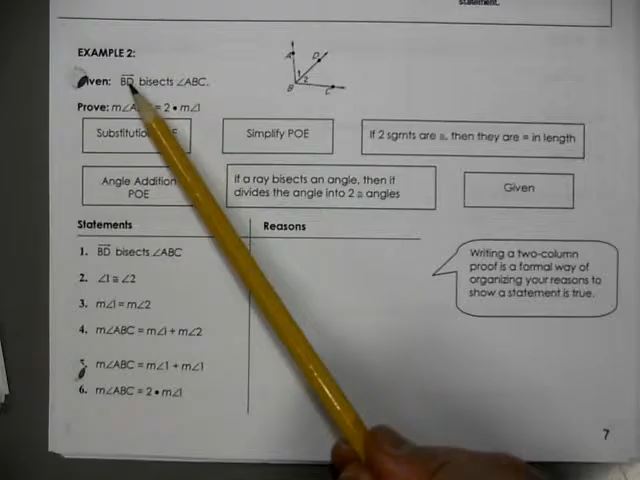 statement.
EXAMPLE 2:
iven: BD bisects ∠ABC.
Prove: m∠A = 2 • m∠1
A
D
1
2
B
C
Simplify POE
If 2 sgmts are ≅, then they are = in length
Angle Addition
POE
If a ray bisects an angle, then it
divides the angle into 2 ≅ angles
Given
Statements
Reasons
1. BD bisects ∠ABC
2. ∠1 ≅ ∠2
3. m∠1 = m∠2
4. m∠ABC = m∠1 + m∠2
m∠ABC = m∠1 + m∠1
6. m∠ABC = 2 • m∠1
Writing a two-column
proof is a formal way of
organizing your reasons to
show a statement is true.
7